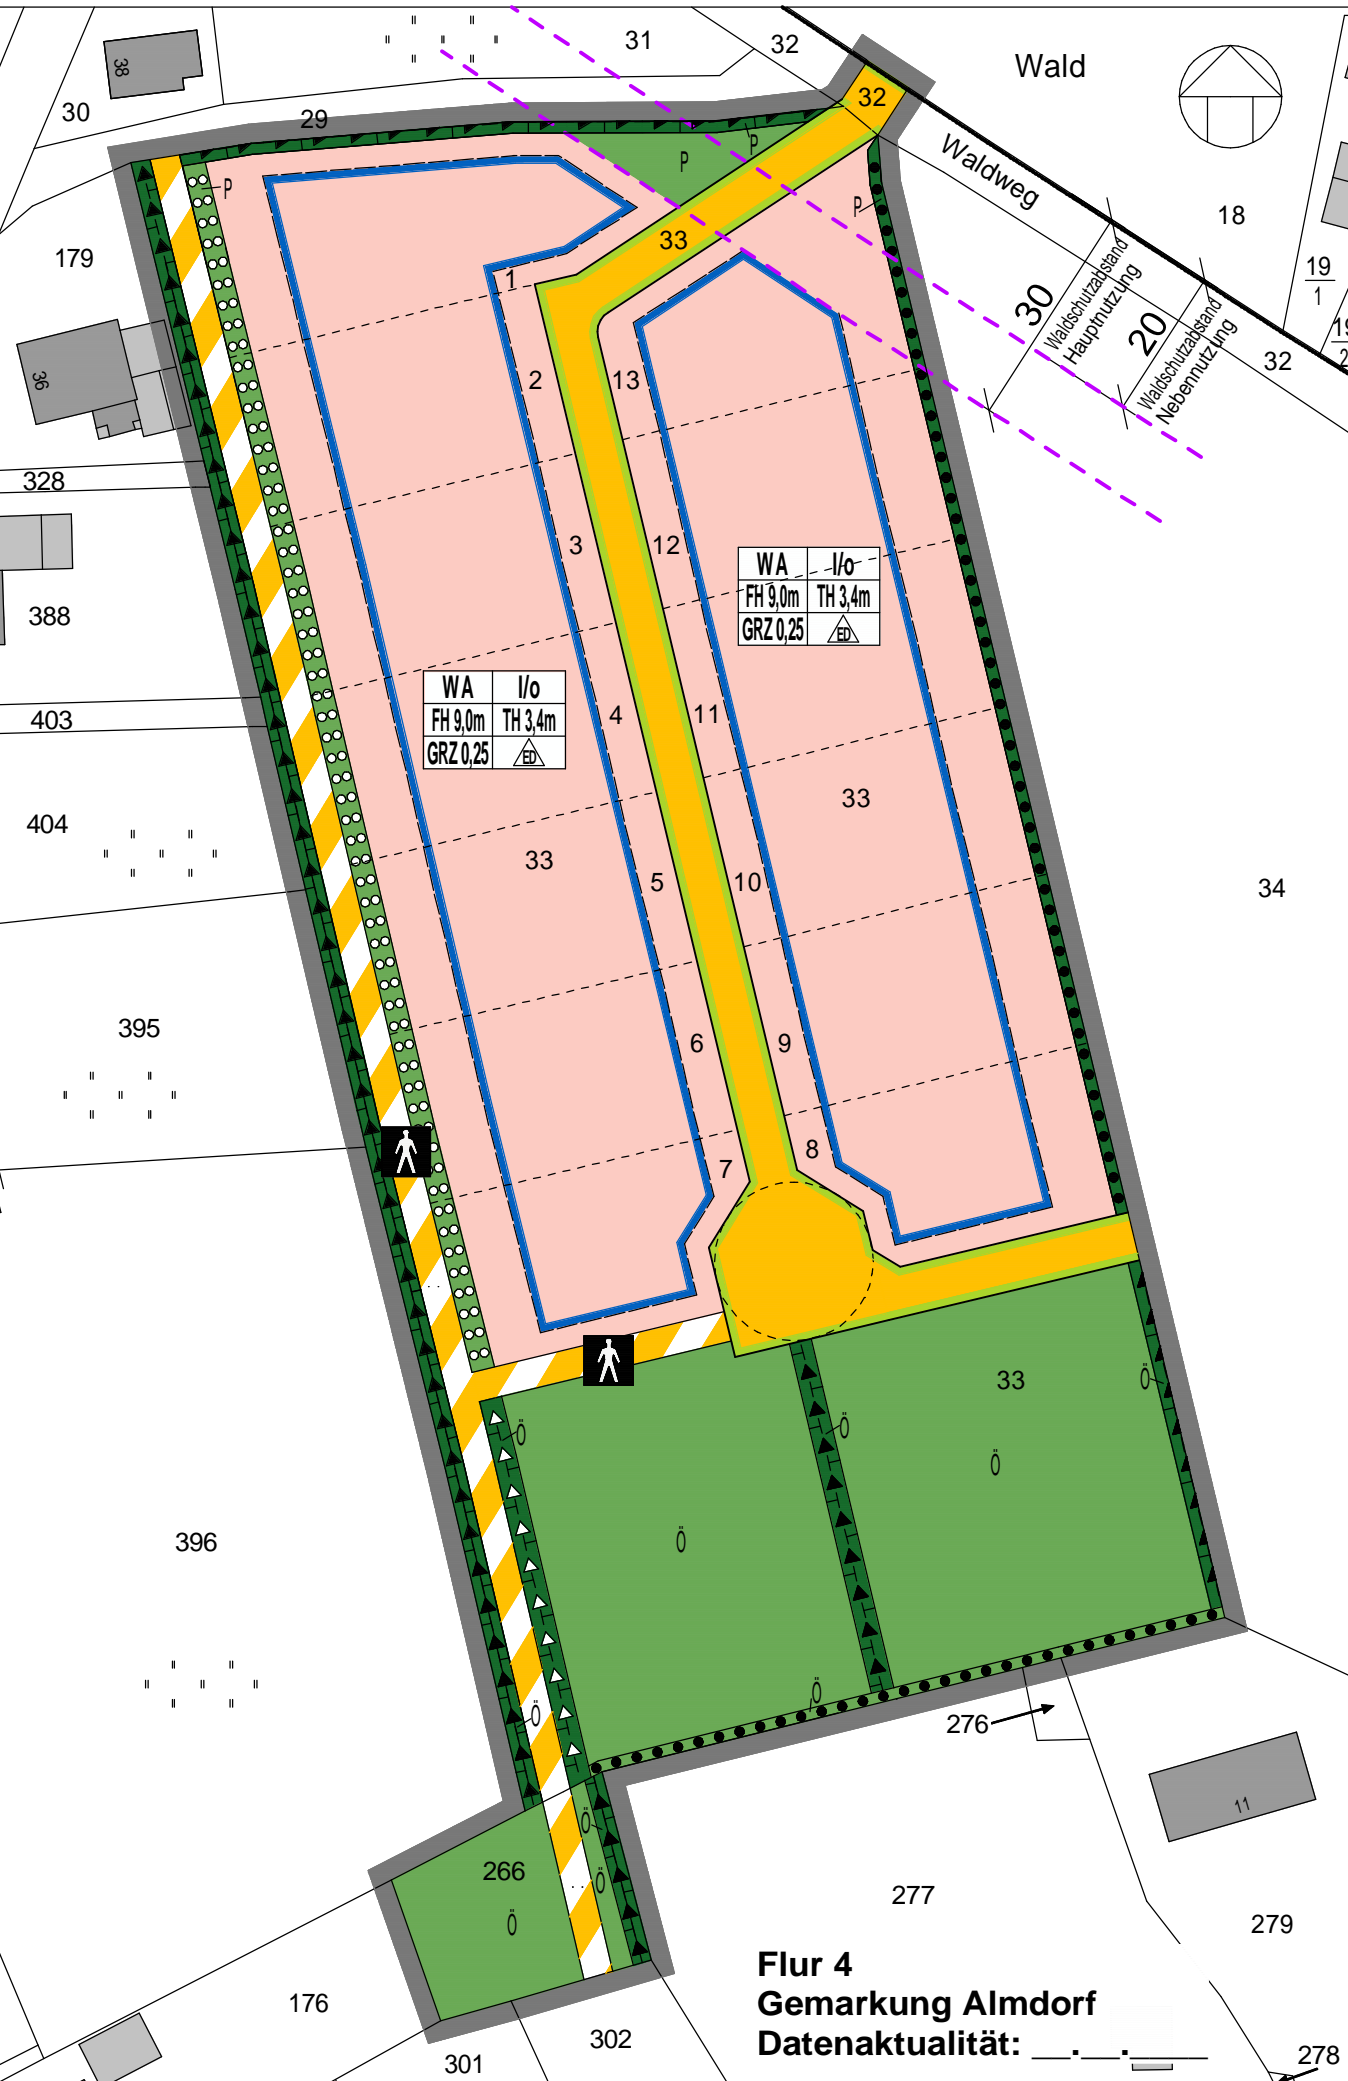 31
32
Wald
38
30
29
32
Waldweg
P
P
P
P
18
179
33
19
1
1
30
Waldschutzabstand
Hauptnutzung
20
Waldschutzabstand
Nebennutzung
32
36
2
13
328
3
12
WA I/o
FH 9,0m TH 3,4m
GRZ 0,25 ED
388
WA I/o
FH 9,0m TH 3,4m
GRZ 0,25 ED
403
4
11
33
404
33
5
10
34
395
6
9
7
8
33
Ö
Ö
Ö
Ö
Ö
396
Ö
Ö
276
11
Ö
266
Ö
Ö
277
279
Flur 4
Gemarkung Almdorf
Datenaktualität: __.__.____
176
302
301
278